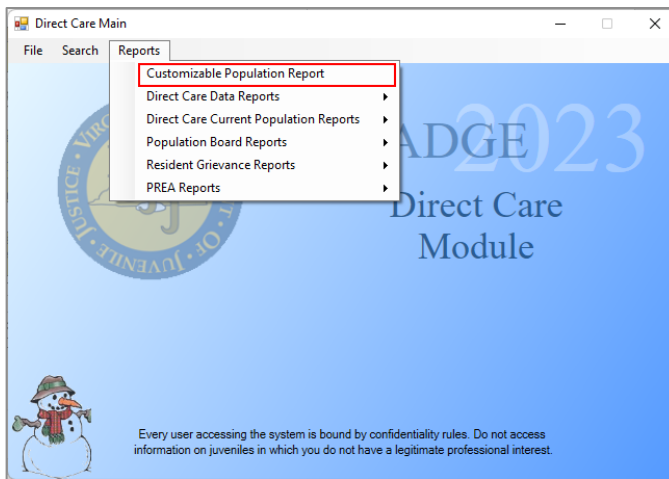 Direct Care Main
File Search Reports
Customizable Population Report
Direct Care Data Reports
Direct Care Current Population Reports
Population Board Reports
Resident Grievance Reports
PREA Reports
ADGE 2023
Direct Care
Module
JUSTICE • VIR
OF JUVENILE
Every user accessing the system is bound by confidentiality rules. Do not access
information on juveniles in which you do not have a legitimate professional interest.